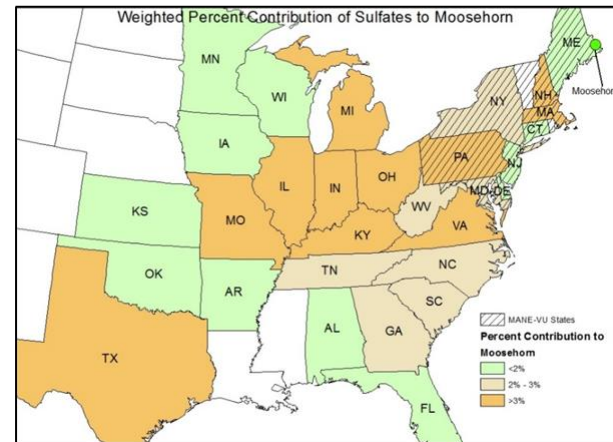 Weighted Percent Contribution of Sulfates to Moosehorn
ME
Moosehorn
MN
WI
NY
NH
MA
CT
MI
IA
PA
NJ
OH
MD
DE
IL
IN
WV
KS
MO
KY
VA
TN
NC
OK
AR
SC
AL
GA
TX
FL
MANE-VU States
Percent Contribution to
Moosehorn
<2%
2% - 3%
>3%